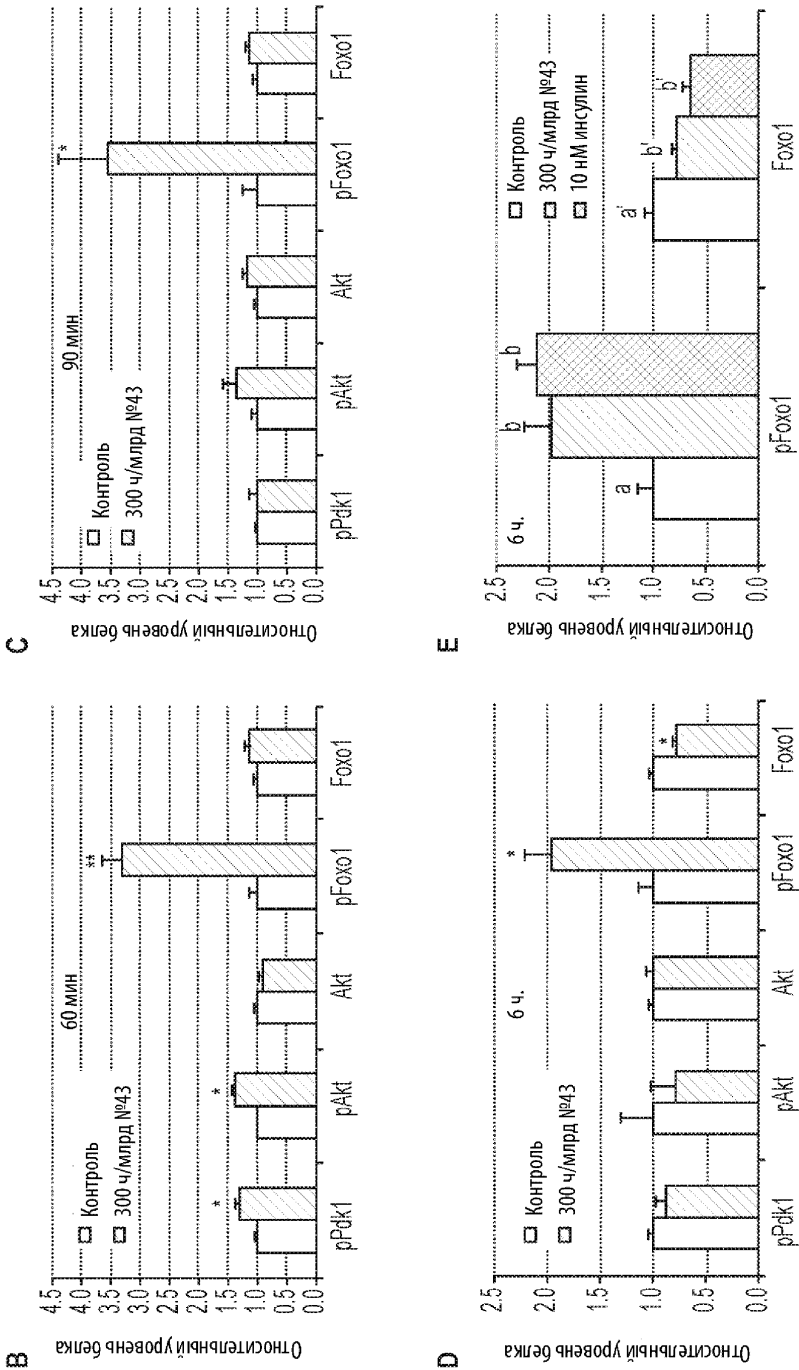 B
Относительный уровень белка
4.5
4.0
3.5
3.0
2.5
2.0
1.5
1.0
0.5
0.0
60 мин
Контроль
300 ч/млрд №43
*
*
**
pPdk1
pAkt
Akt
pFoxo1
Foxo1
C
Относительный уровень белка
4.5
4.0
3.5
3.0
2.5
2.0
1.5
1.0
0.5
0.0
90 мин
Контроль
300 ч/млрд №43
*
pPdk1
pAkt
Akt
pFoxo1
Foxo1
D
Относительный уровень белка
2.5
2.0
1.5
1.0
0.5
0.0
6 ч.
Контроль
300 ч/млрд №43
*
*
pPdk1
pAkt
Akt
pFoxo1
Foxo1
E
Относительный уровень белка
2.5
2.0
1.5
1.0
0.5
0.0
6 ч.
Контроль
300 ч/млрд №43
10 нМ инсулин
a
b
b
a'
b'
b'
pFoxo1
Foxo1